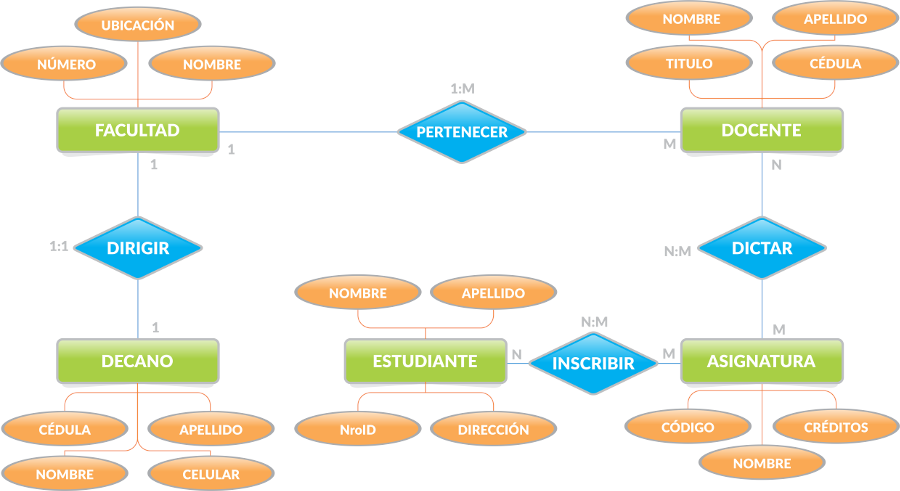 UBICACIÓN
NÚMERO
NOMBRE
FACULTAD
1
1
1:M
PERTENECER
M
NOMBRE
APELLIDO
TITULO
CÉDULA
DOCENTE
N
1:1
DIRIGIR
1
N:M
DICTAR
M
DECANO
CÉDULA
APELLIDO
NOMBRE
CELULAR
NOMBRE
APELLIDO
ESTUDIANTE
N
NroID
DIRECCIÓN
N:M
INSCRIBIR
M
ASIGNATURA
CÓDIGO
CRÉDITOS
NOMBRE